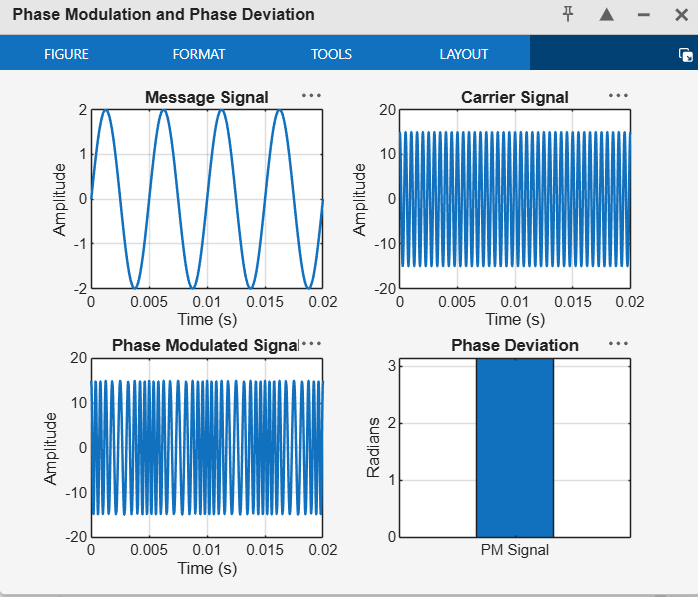 Phase Modulation and Phase Deviation
FIGURE FORMAT TOOLS LAYOUT
Message Signal
2
1
0
-1
-2
Amplitude
0 0.005 0.01 0.015 0.02
Time (s)
Carrier Signal
20
10
0
-10
-20
Amplitude
0 0.005 0.01 0.015 0.02
Time (s)
Phase Modulated Signal
20
10
0
-10
-20
Amplitude
0 0.005 0.01 0.015 0.02
Time (s)
Phase Deviation
3
2
1
0
Radians
PM Signal